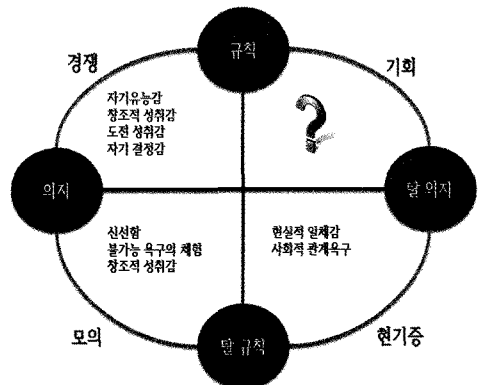 규칙
경쟁
기회
자기유능감
창조적 성취감
도전 성취감
자기 결정감
?
의지
탈 의지
신선함
불가능 욕구의 체험
창조적 성취감
현실적 일체감
사회적 관계욕구
모의
탈 규칙
현기증